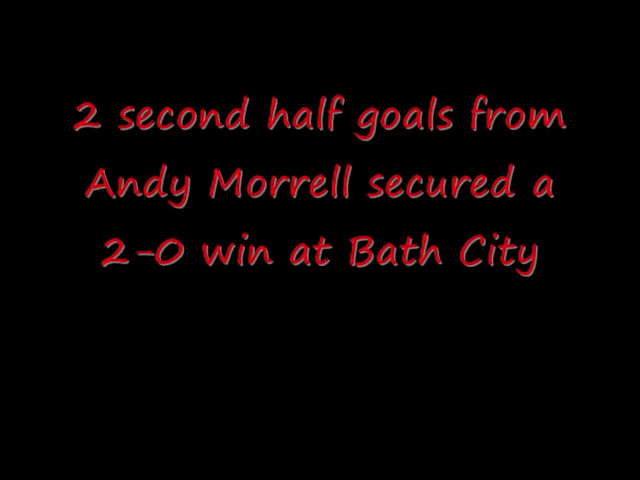 2 second half goals from
Andy Morrell secured a
2-0 win at Bath City